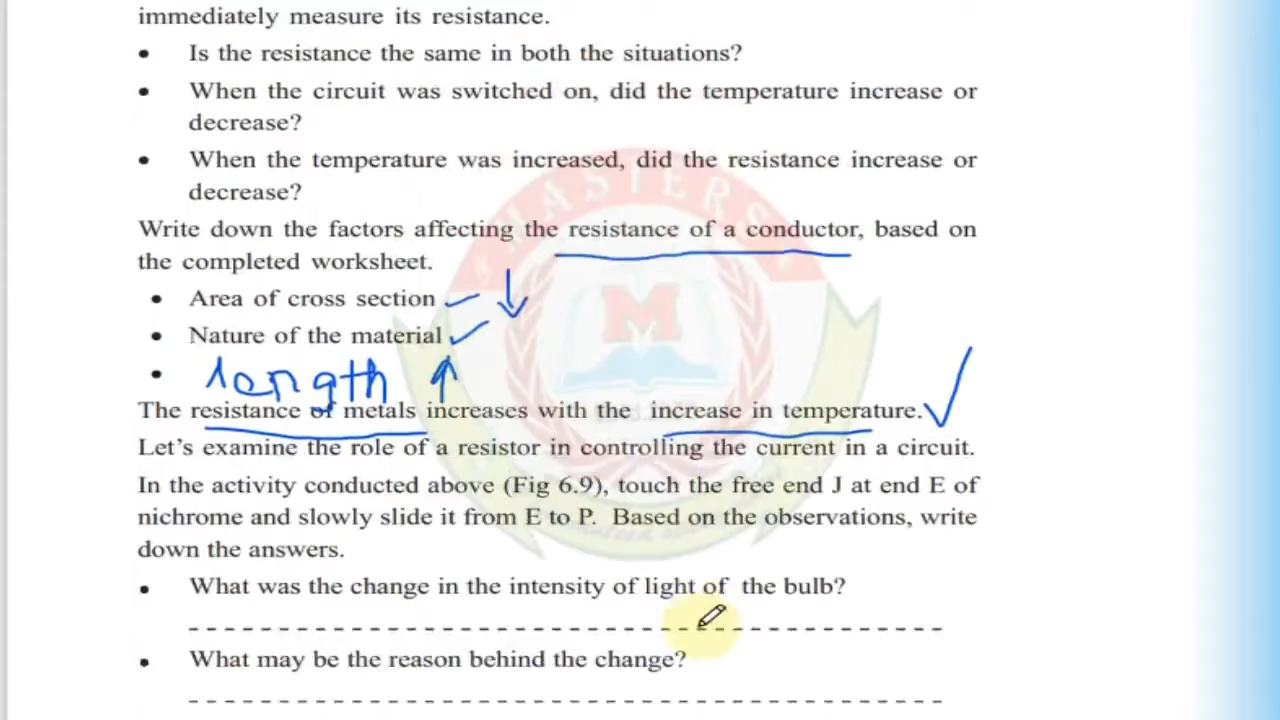 immediately measure its resistance.
• Is the resistance the same in both the situations?
• When the circuit was switched on, did the temperature increase or
decrease?
• When the temperature was increased, did the resistance increase or
decrease?
Write down the factors affecting the resistance of a conductor, based on
the completed worksheet.
• Area of cross section
• Nature of the material
• length
The resistance of metals increases with the increase in temperature.
Let's examine the role of a resistor in controlling the current in a circuit.
In the activity conducted above (Fig 6.9), touch the free end J at end E of
nichrome and slowly slide it from E to P. Based on the observations, write
down the answers.
• What was the change in the intensity of light of the bulb?
• What may be the reason behind the change?
MASTERS
M